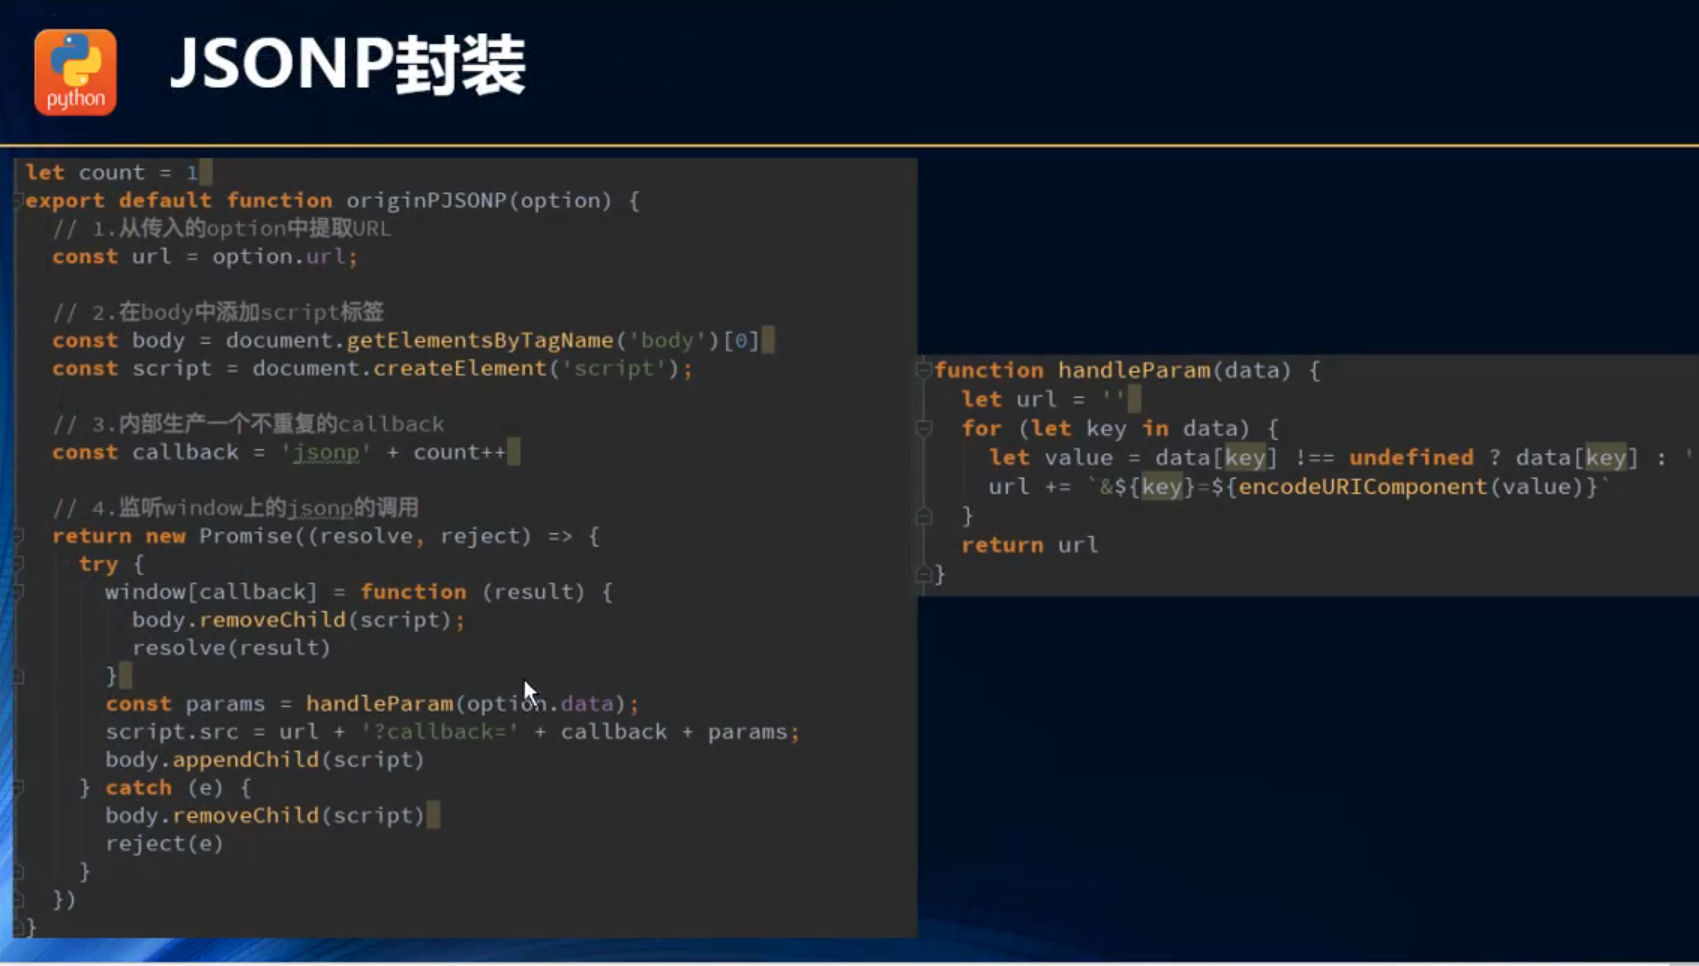 python
JSONP封装
let count = 1
export default function originPJSONP(option) {
// 1.从传入的option中提取URL
const url = option.url;
// 2.在body中添加script标签
const body = document.getElementsByTagName('body')[0]
const script = document.createElement('script');
// 3.内部生产一个不重复的callback
const callback = 'jsonp' + count++
// 4.监听window上的jsonp的调用
return new Promise((resolve, reject) => {
try {
window[callback] = function (result) {
body.removeChild(script);
resolve(result)
}
const params = handleParam(option.data);
script.src = url + '?callback=' + callback + params;
body.appendChild(script)
} catch (e) {
body.removeChild(script)
reject(e)
}
})
}
function handleParam(data) {
let url = ''
for (let key in data) {
let value = data[key] !== undefined ? data[key] : '
url += `&${key}=${encodeURIComponent(value)}`
}
return url
}